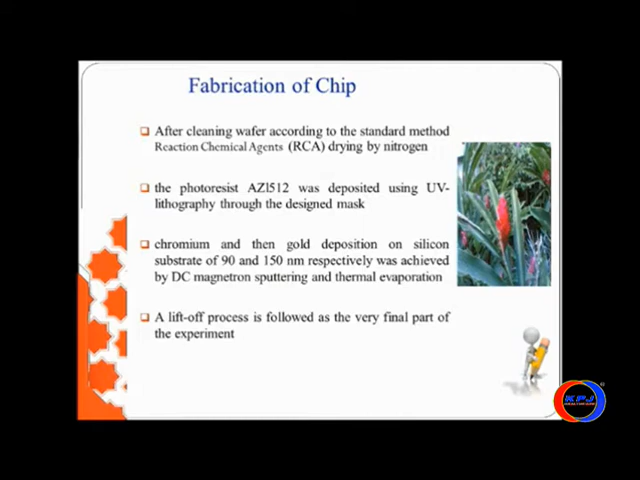 Fabrication of Chip
After cleaning wafer according to the standard method
Reaction Chemical Agents (RCA) drying by nitrogen
the photoresist AZl512 was deposited using UV-
lithography through the designed mask
chromium and then gold deposition on silicon
substrate of 90 and 150 nm respectively was achieved
by DC magnetron sputtering and thermal evaporation
A lift-off process is followed as the very final part of
the experiment
KPJ